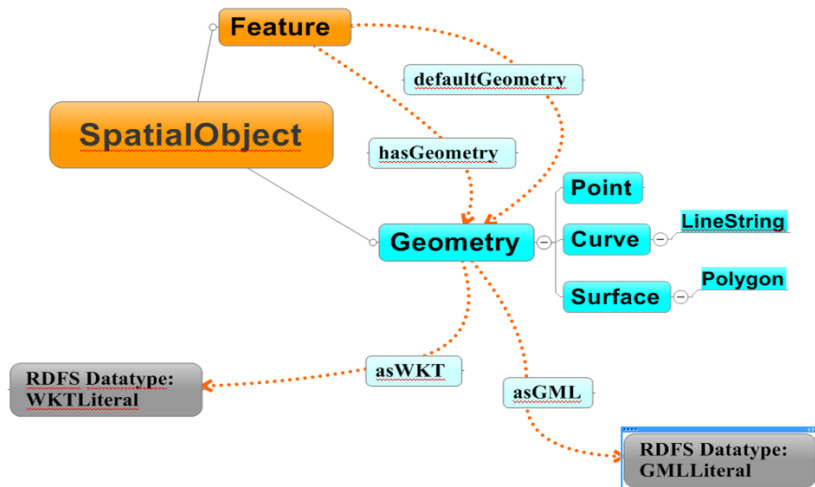 Feature
defaultGeometry
SpatialObject
hasGeometry
Point
LineString
Geometry
Curve
Polygon
Surface
asWKT
RDFS Datatype:
WKTLiteral
asGML
RDFS Datatype:
GMLLiteral